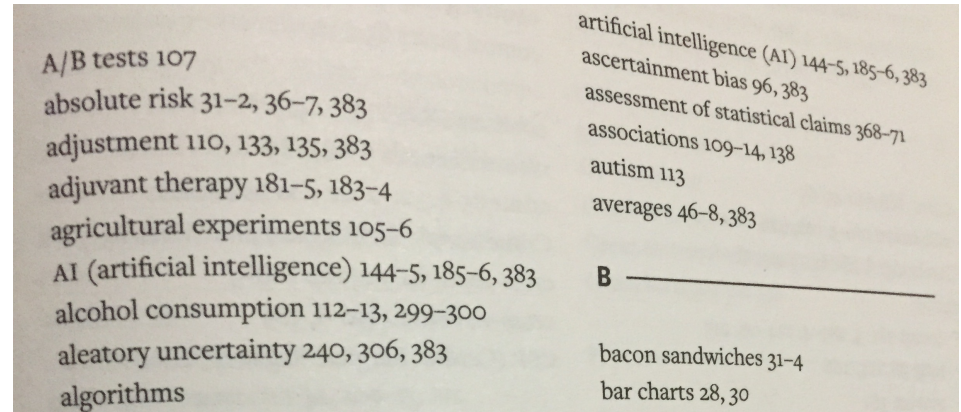 A/B tests 107
absolute risk 31–2, 36–7, 383
adjustment 110, 133, 135, 383
adjuvant therapy 181–5, 183–4
agricultural experiments 105–6
AI (artificial intelligence) 144–5, 185–6, 383
alcohol consumption 112–13, 299–300
aleatory uncertainty 240, 306, 383
algorithms
artificial intelligence (AI) 144–5, 185–6, 383
ascertainment bias 96, 383
assessment of statistical claims 368–71
associations 109–14, 138
autism 113
averages 46–8, 383
B
bacon sandwiches 31–4
bar charts 28, 30